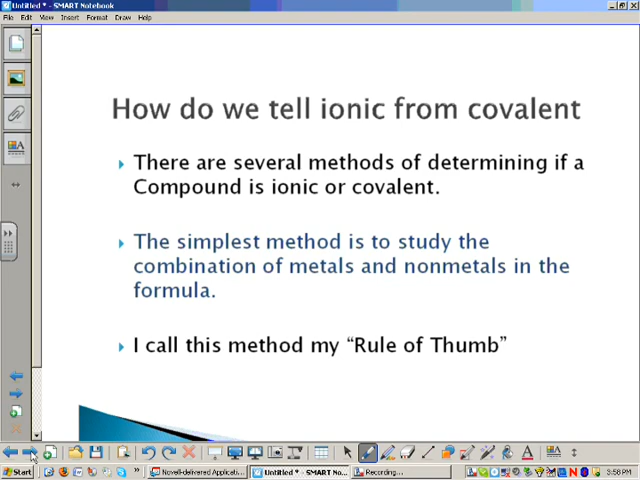 Untitled * - SMART Notebook
File Edit View Insert Format Draw Help
How do we tell ionic from covalent
There are several methods of determining if a
Compound is ionic or covalent.
The simplest method is to study the
combination of metals and nonmetals in the
formula.
I call this method my “Rule of Thumb”
Start
Novell-delivered Applicati...
Untitled * - SMART No...
Recording...
3:56 PM